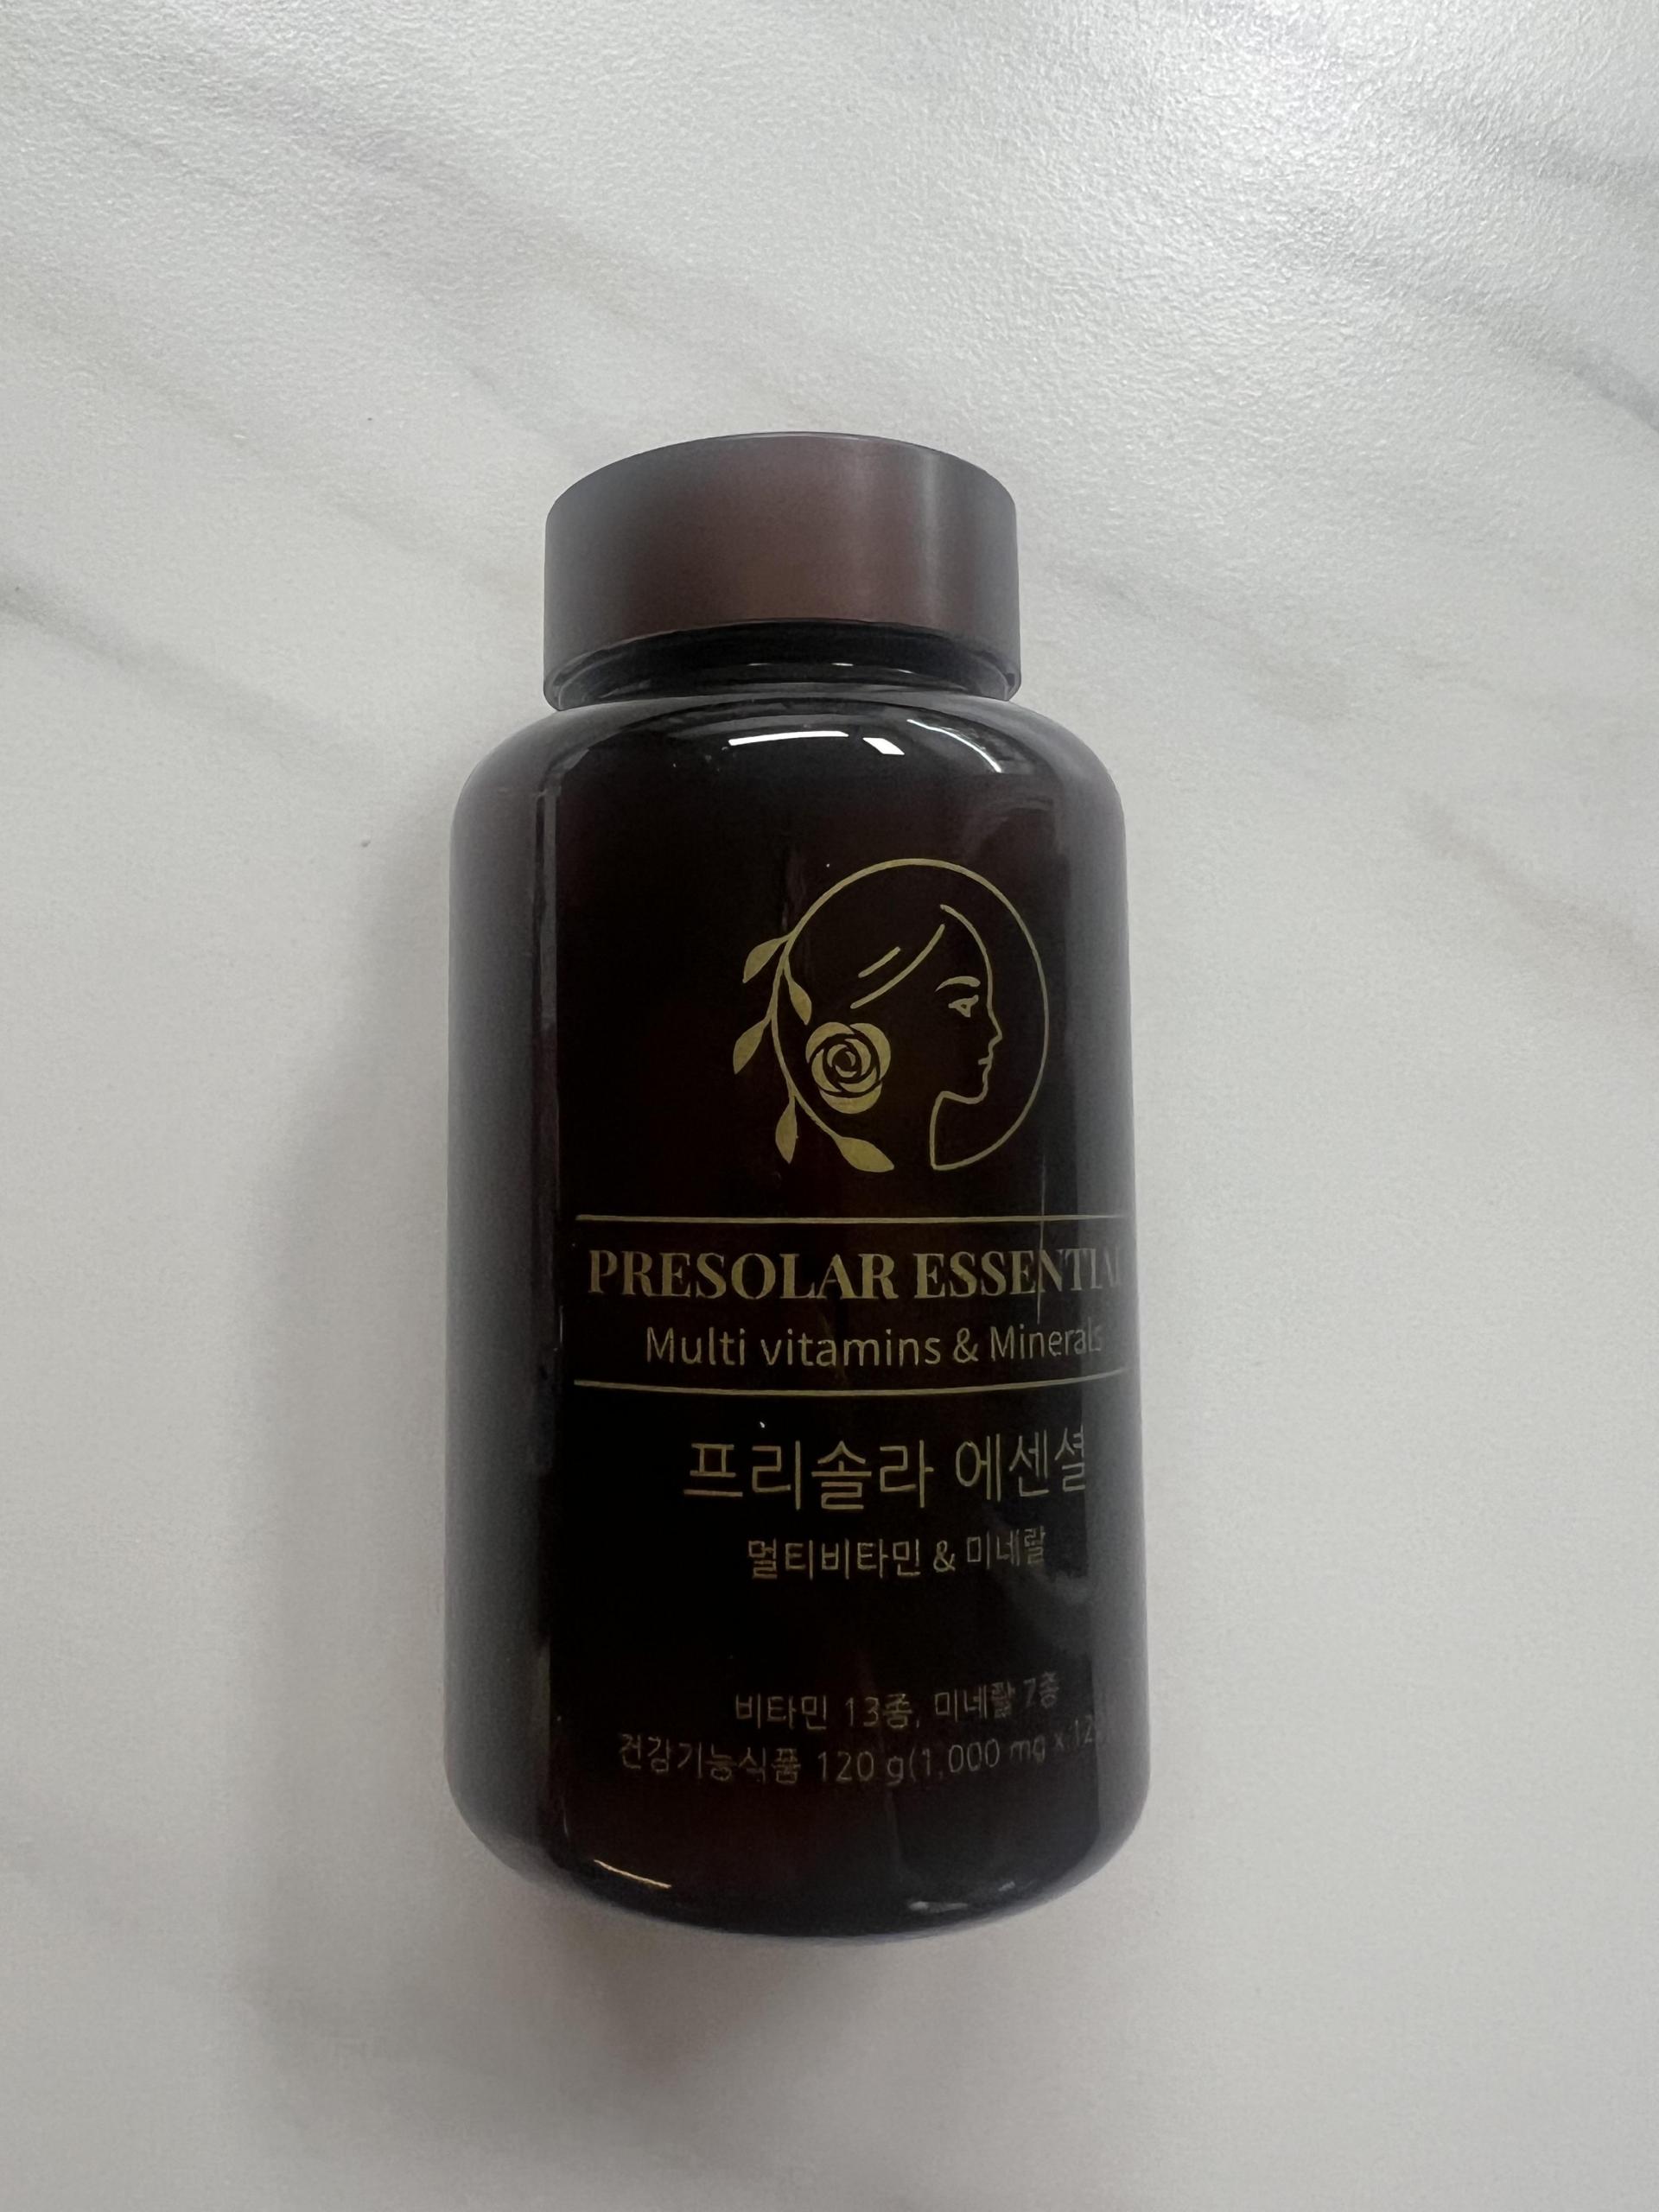 PRESOLAR ESSENTIAL
Multi vitamins & Minerals
프리솔라 에센셜
멀티비타민 & 미네랄
비타민 13종, 미네랄 7종
건강기능식품 120 g(1,000 mg x